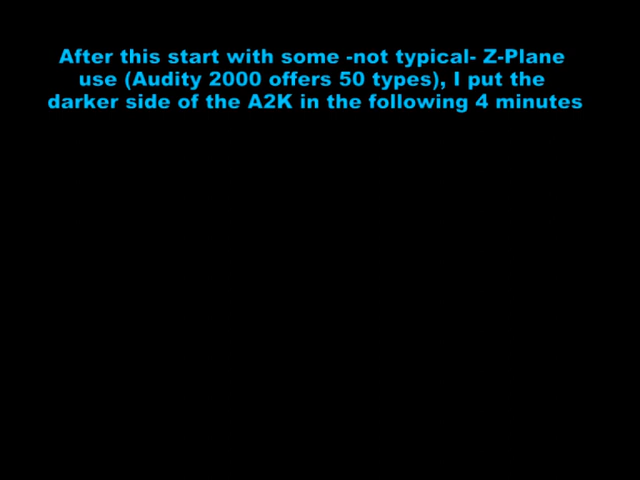 After this start with some -not typical- Z-Plane
use (Audity 2000 offers 50 types), I put the
darker side of the A2K in the following 4 minutes